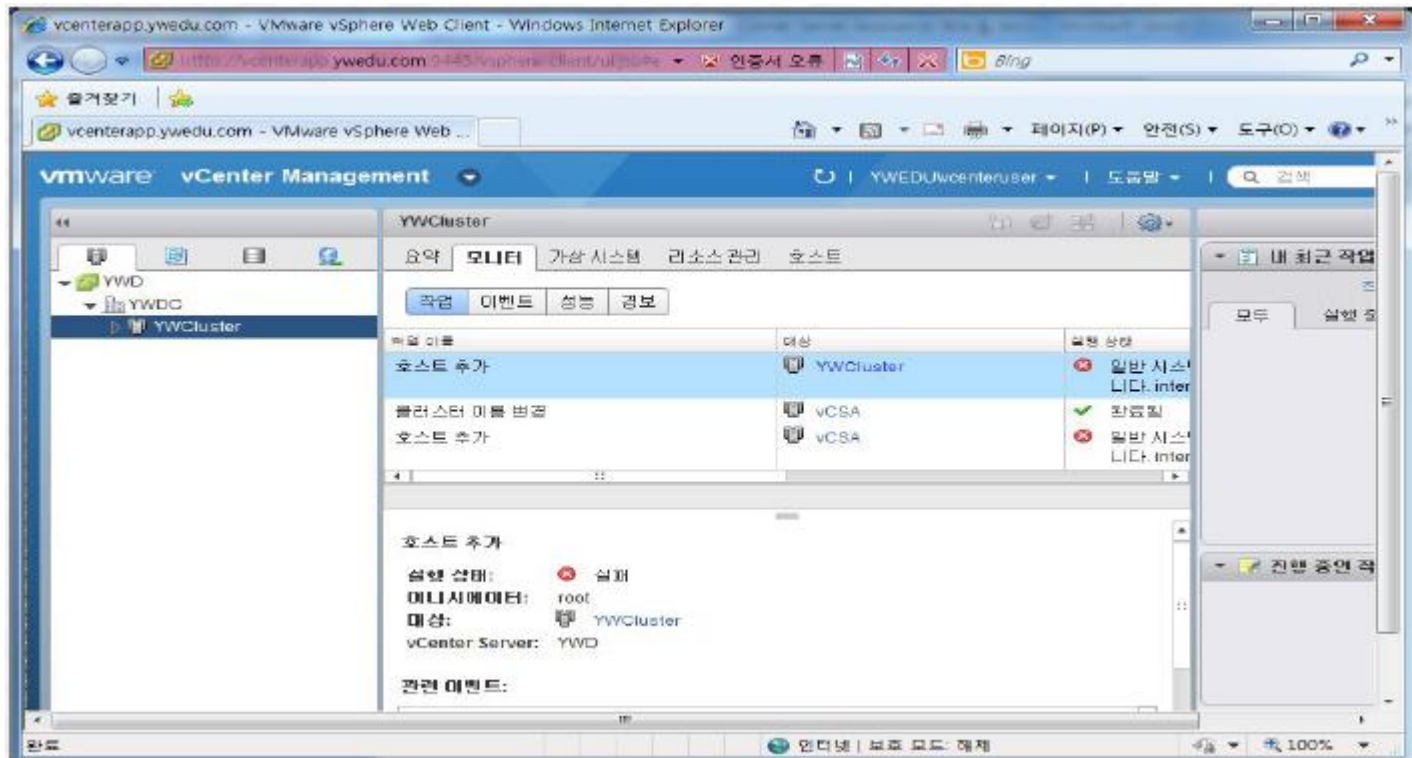 vcenterapp.ywedu.com - VMware vSphere Web Client - Windows Internet Explorer
ywedu.com
인증서 오류
Bing
즐겨찾기
vcenterapp.ywedu.com - VMware vSphere Web ...
페이지(P) 안전(S) 도구(O)
vmware vCenter Management
YWEDU\vcenteruser 도움말 검색
YWCluster
요약 모니터 가상 시스템 리소스 관리 호스트
내 최근 작업
YWD
작업 이벤트 성능 경보
YWDC
모두
YWCluster
작업 이름 대상 실행 상태
호스트 추가 YWCluster 일반 시스
니다. inter
클러스터 이름 변경 vCSA 완료됨
호스트 추가 vCSA 일반 시스
니다. inter
호스트 추가
실행 상태: 실패
이니시에이터: root
대상: YWCluster
vCenter Server: YWD
관련 이벤트:
진행 중인 작
완료
인터넷 | 보호 모드: 해제
100%